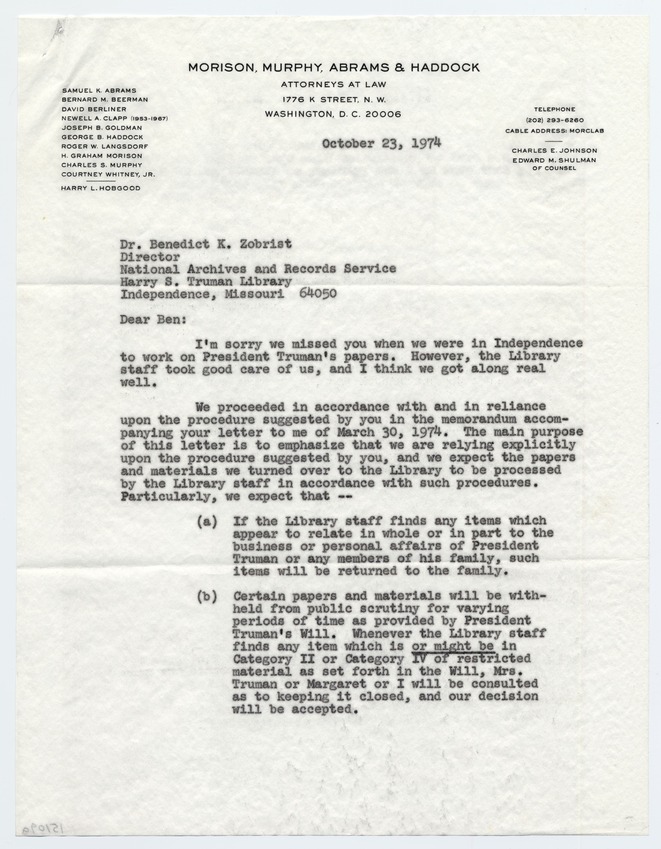 MORISON, MURPHY, ABRAMS & HADDOCK
ATTORNEYS AT LAW
1776 K STREET, N. W.
WASHINGTON, D. C. 20006
SAMUEL K. ABRAMS
BERNARD M. BEERMAN
DAVID BERLINER
NEWELL A. CLAPP (1953-1967)
JOSEPH B. GOLDMAN
GEORGE B. HADDOCK
ROGER W. LANGSDORF
H. GRAHAM MORISON
CHARLES S. MURPHY
COURTNEY WHITNEY, JR.
HARRY L. HOBGOOD
TELEPHONE
(202) 293-6260
CABLE ADDRESS: MORCLAB
CHARLES E. JOHNSON
EDWARD M. SHULMAN
OF COUNSEL
October 23, 1974
Dr. Benedict K. Zobrist
Director
National Archives and Records Service
Harry S. Truman Library
Independence, Missouri 64050
Dear Ben:
I'm sorry we missed you when we were in Independence
to work on President Truman's papers. However, the Library
staff took good care of us, and I think we got along real
well.
We proceeded in accordance with and in reliance
upon the procedure suggested by you in the memorandum accom-
panying your letter to me of March 30, 1974. The main purpose
of this letter is to emphasize that we are relying explicitly
upon the procedure suggested by you, and we expect the papers
and materials we turned over to the Library to be processed
by the Library staff in accordance with such procedures.
Particularly, we expect that --
(a) If the Library staff finds any items which
appear to relate in whole or in part to the
business or personal affairs of President
Truman or any members of his family, such
items will be returned to the family.
(b) Certain papers and materials will be with-
held from public scrutiny for varying
periods of time as provided by President
Truman's Will. Whenever the Library staff
finds any item which is or might be in
Category II or Category IV of restricted
material as set forth in the Will, Mrs.
Truman or Margaret or I will be consulted
as to keeping it closed, and our decision
will be accepted.